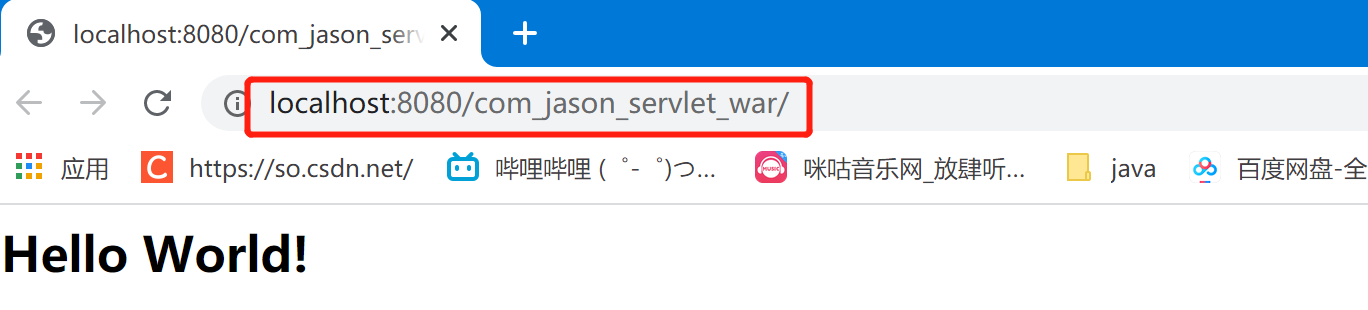 localhost:8080/com_jason_serv
localhost:8080/com_jason_servlet_war/
应用 https://so.csdn.net/ 哔哩哔哩 ( ゜- ゜)つ... MUSIC 咪咕音乐网_放肆听... java 百度网盘-全
Hello World!